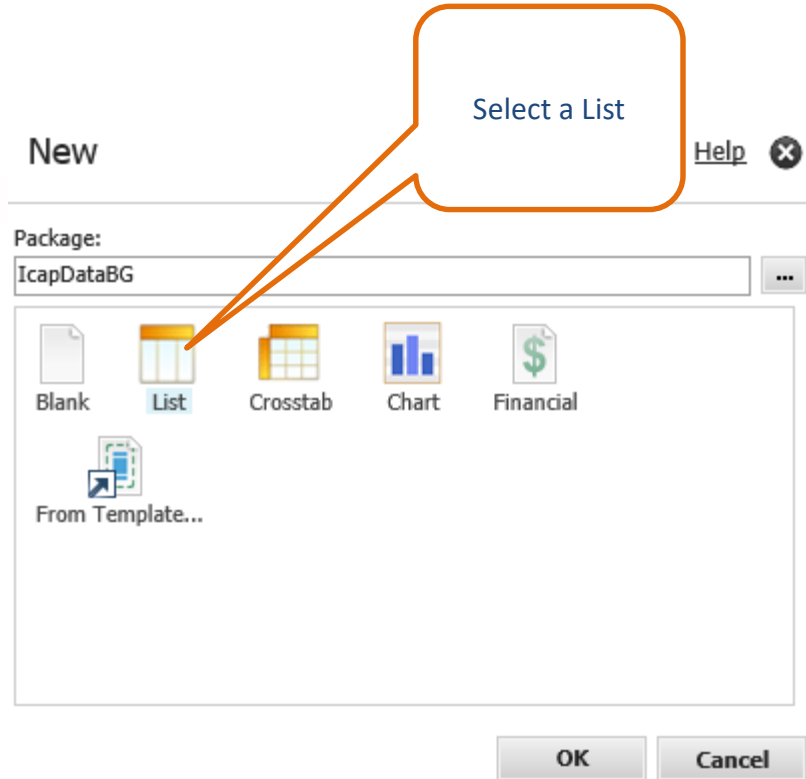 Select a List
New
Help
Package:
IcapDataBG
...
Blank
List
Crosstab
Chart
Financial
From Template...
OK
Cancel